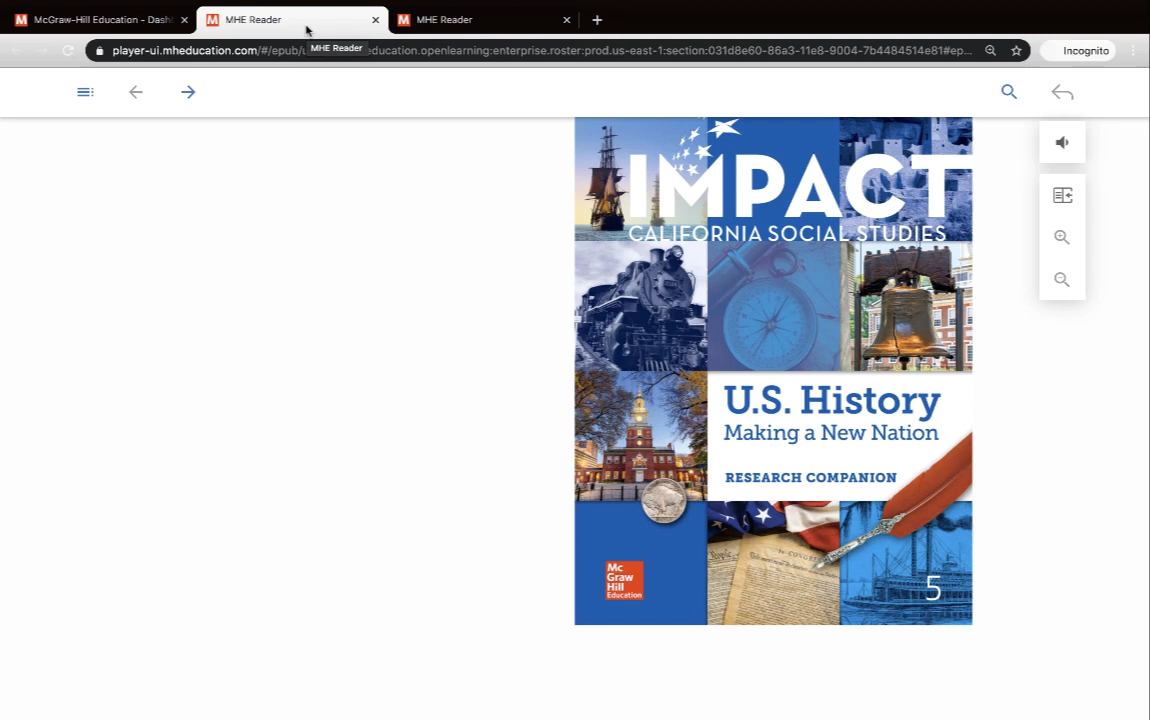 McGraw-Hill Education - Dash
MHE Reader
MHE Reader
player-ui.mheducation.com/#/epub/
MHE Reader
education.openlearning:enterprise.roster:prod.us-east-1:section:031d8e60-86a3-11e8-9004-7b4484514e81#ep...
Incognito
IMPACT
CALIFORNIA SOCIAL STUDIES
U.S. History
Making a New Nation
RESEARCH COMPANION
Mc
Graw
Hill
Education
5